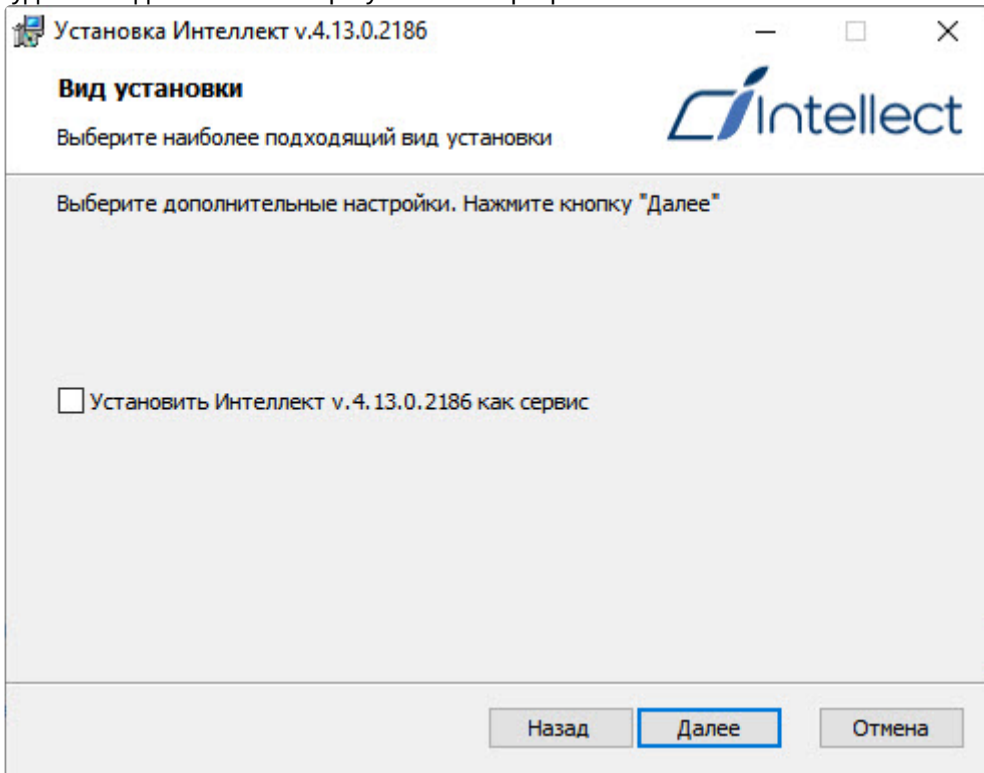 Установка Интеллект v.4.13.0.2186
Вид установки
Выберите наиболее подходящий вид установки
Intellect
Выберите дополнительные настройки. Нажмите кнопку "Далее"
Установить Интеллект v.4.13.0.2186 как сервис
Назад
Далее
Отмена